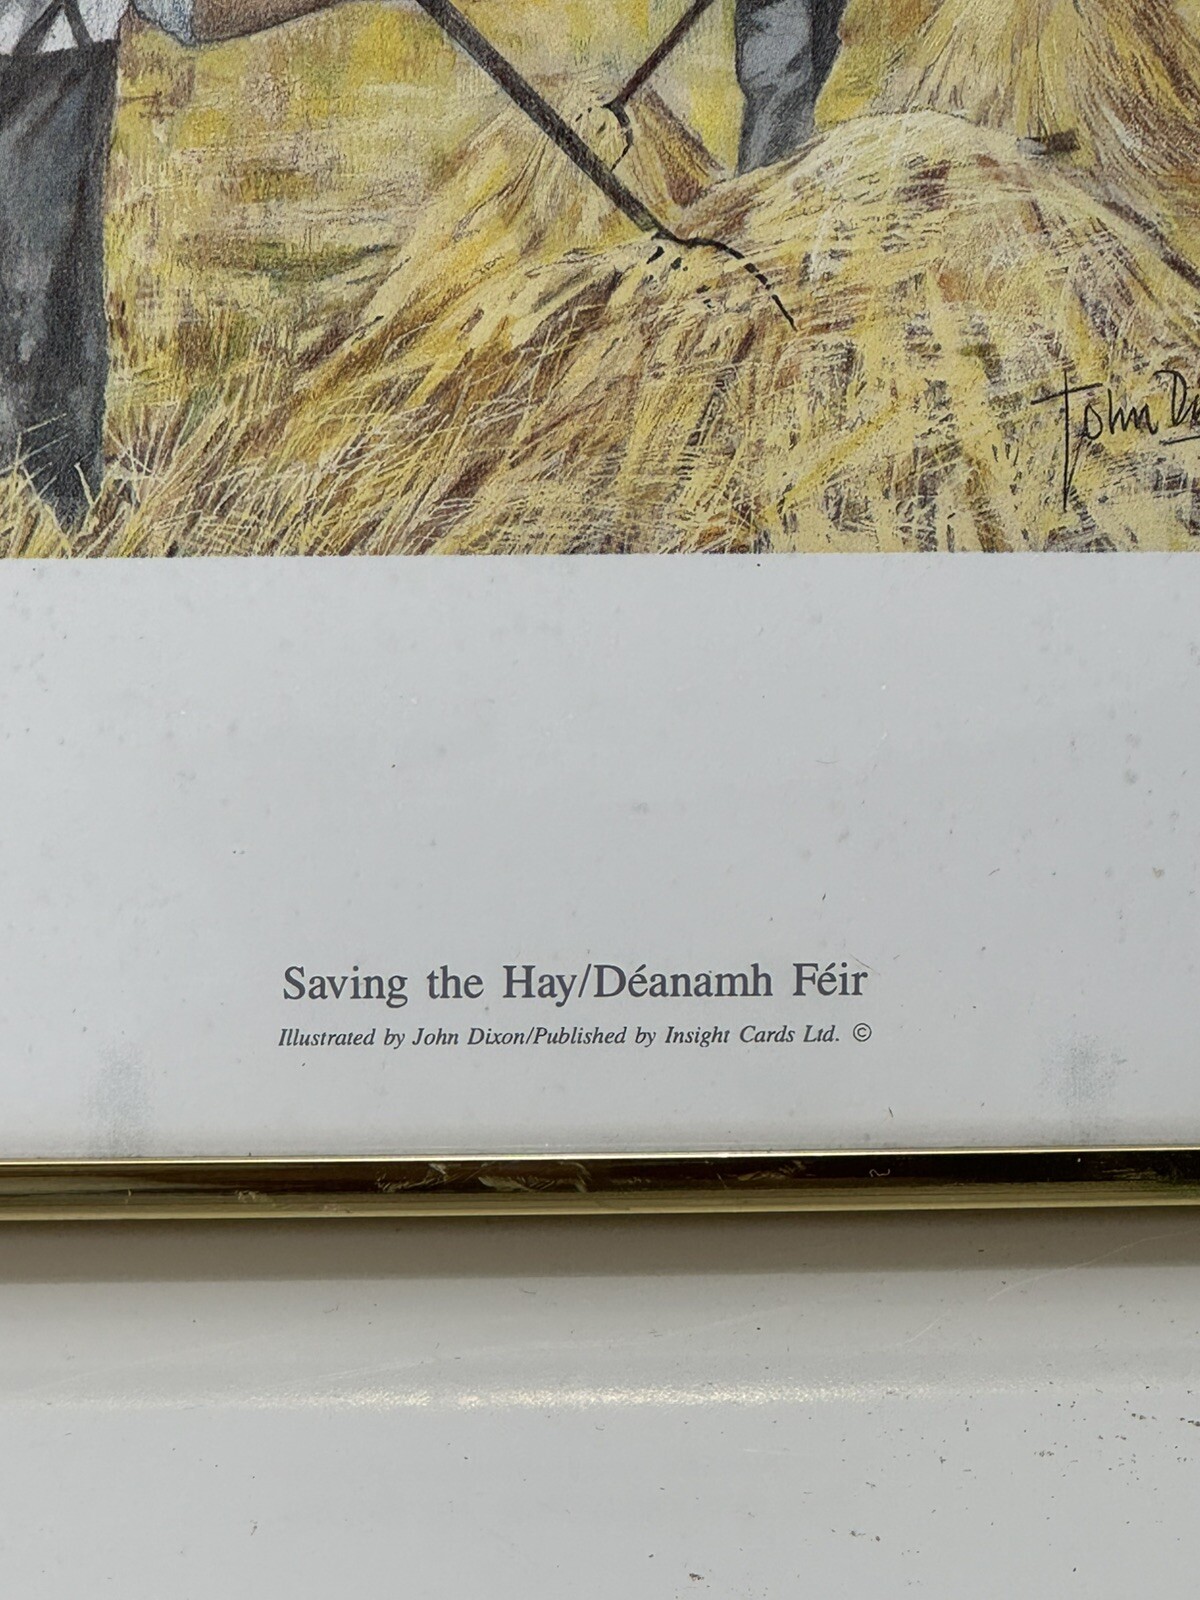 John
Saving the Hay/Déanamh Féir
Illustrated by John Dixon/Published by Insight Cards Ltd. ©